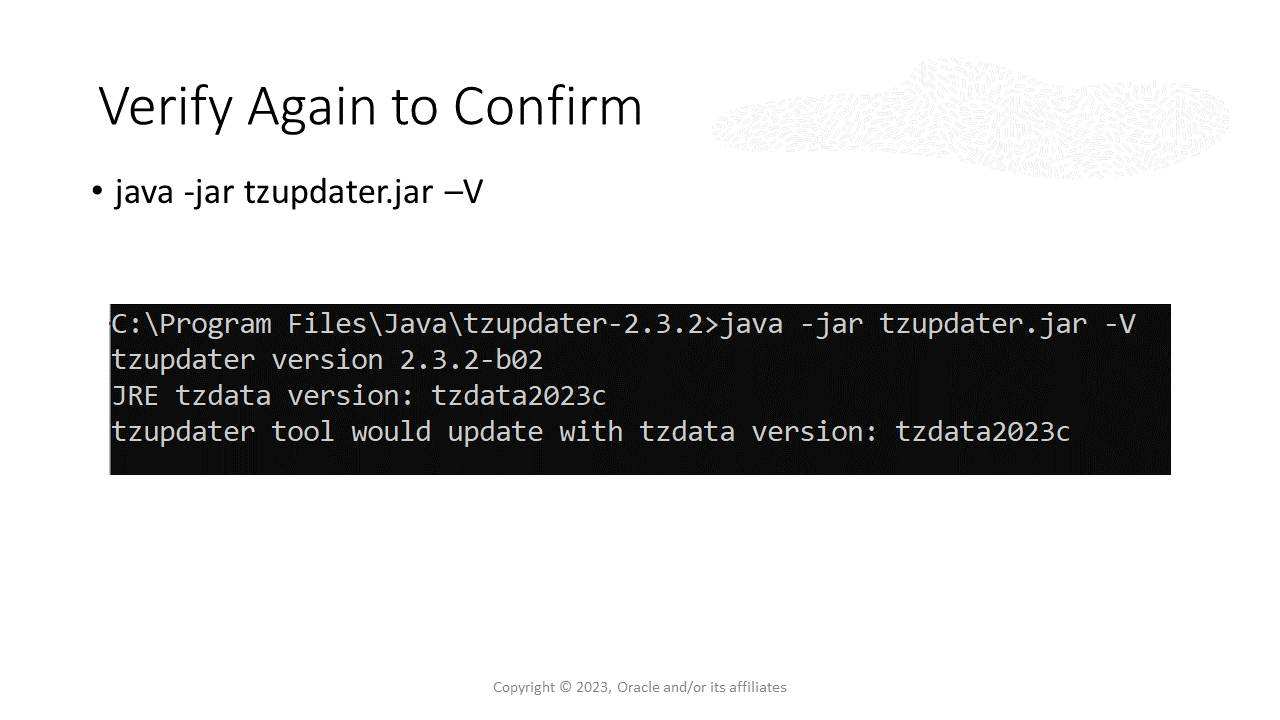 Verify Again to Confirm
• java -jar tzupdater.jar –V
C:\Program Files\Java\tzupdater-2.3.2>java -jar tzupdater.jar -V
tzupdater version 2.3.2-b02
JRE tzdata version: tzdata2023c
tzupdater tool would update with tzdata version: tzdata2023c
Copyright © 2023, Oracle and/or its affiliates